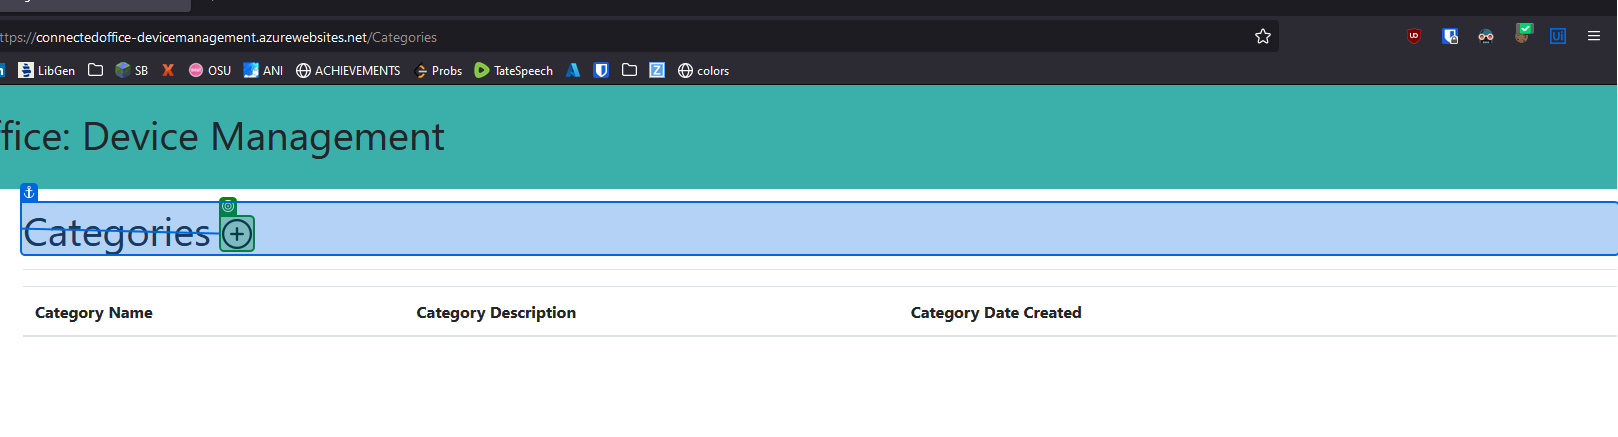 ttps://connectedoffice-devicemanagement.azurewebsites.net/Categories
LibGen SB OSU ANI ACHIEVEMENTS Probs TateSpeech colors
ffice: Device Management
Categories
Category Name Category Description Category Date Created